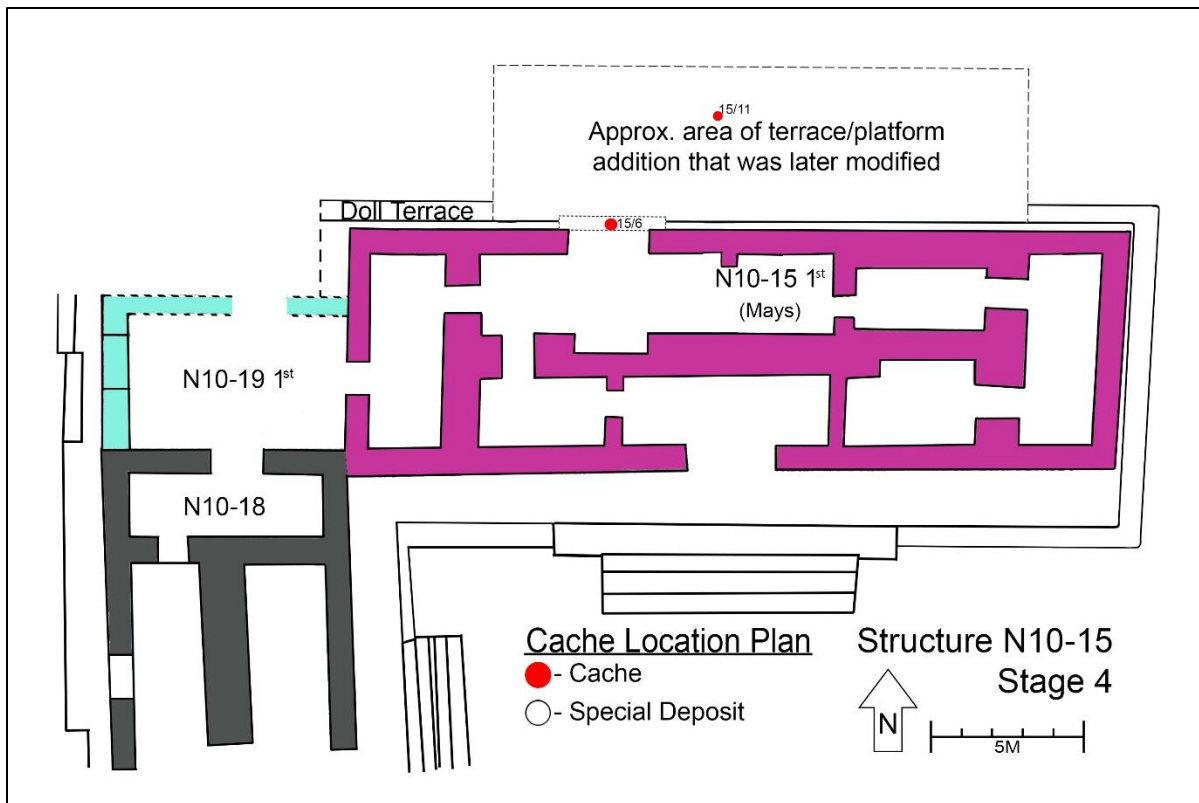 15/11
Approx. area of terrace/platform
addition that was later modified
Doll Terrace
15/6
N10-15 1st
(Mays)
N10-19 1st
N10-18
Cache Location Plan
- Cache
- Special Deposit
Structure N10-15
Stage 4
N
5M